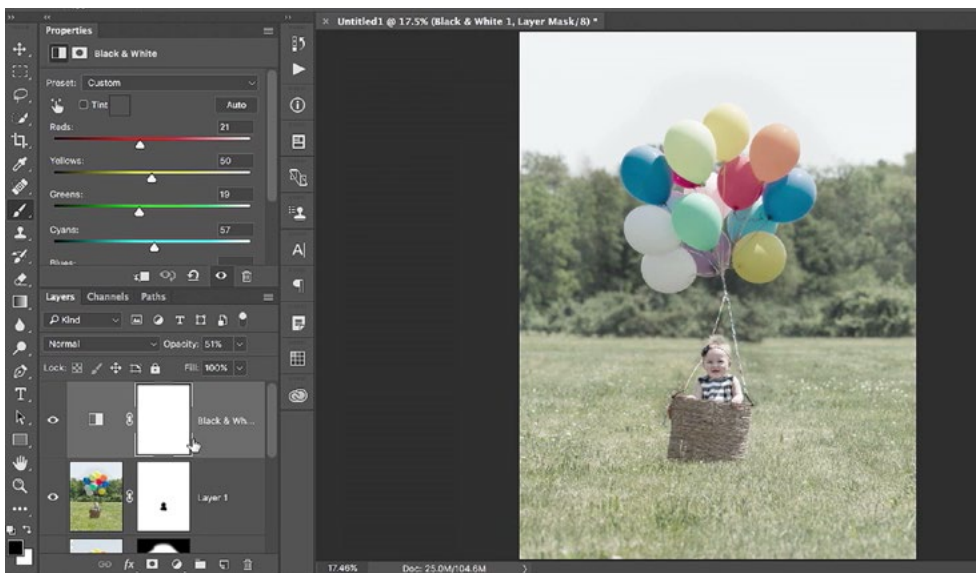 Untitled1 @ 17.5% (Black & White 1, Layer Mask/8) *
Properties
Black & White
Preset: Custom
Tint
Auto
Reds: 21
Yellows: 50
Greens: 19
Cyans: 57
Blues:
Layers Channels Paths
Kind
Normal Opacity: 51%
Lock: Fill: 100%
Black & Wh...
Layer 1
17.46% Doc: 25.0M/104.6M